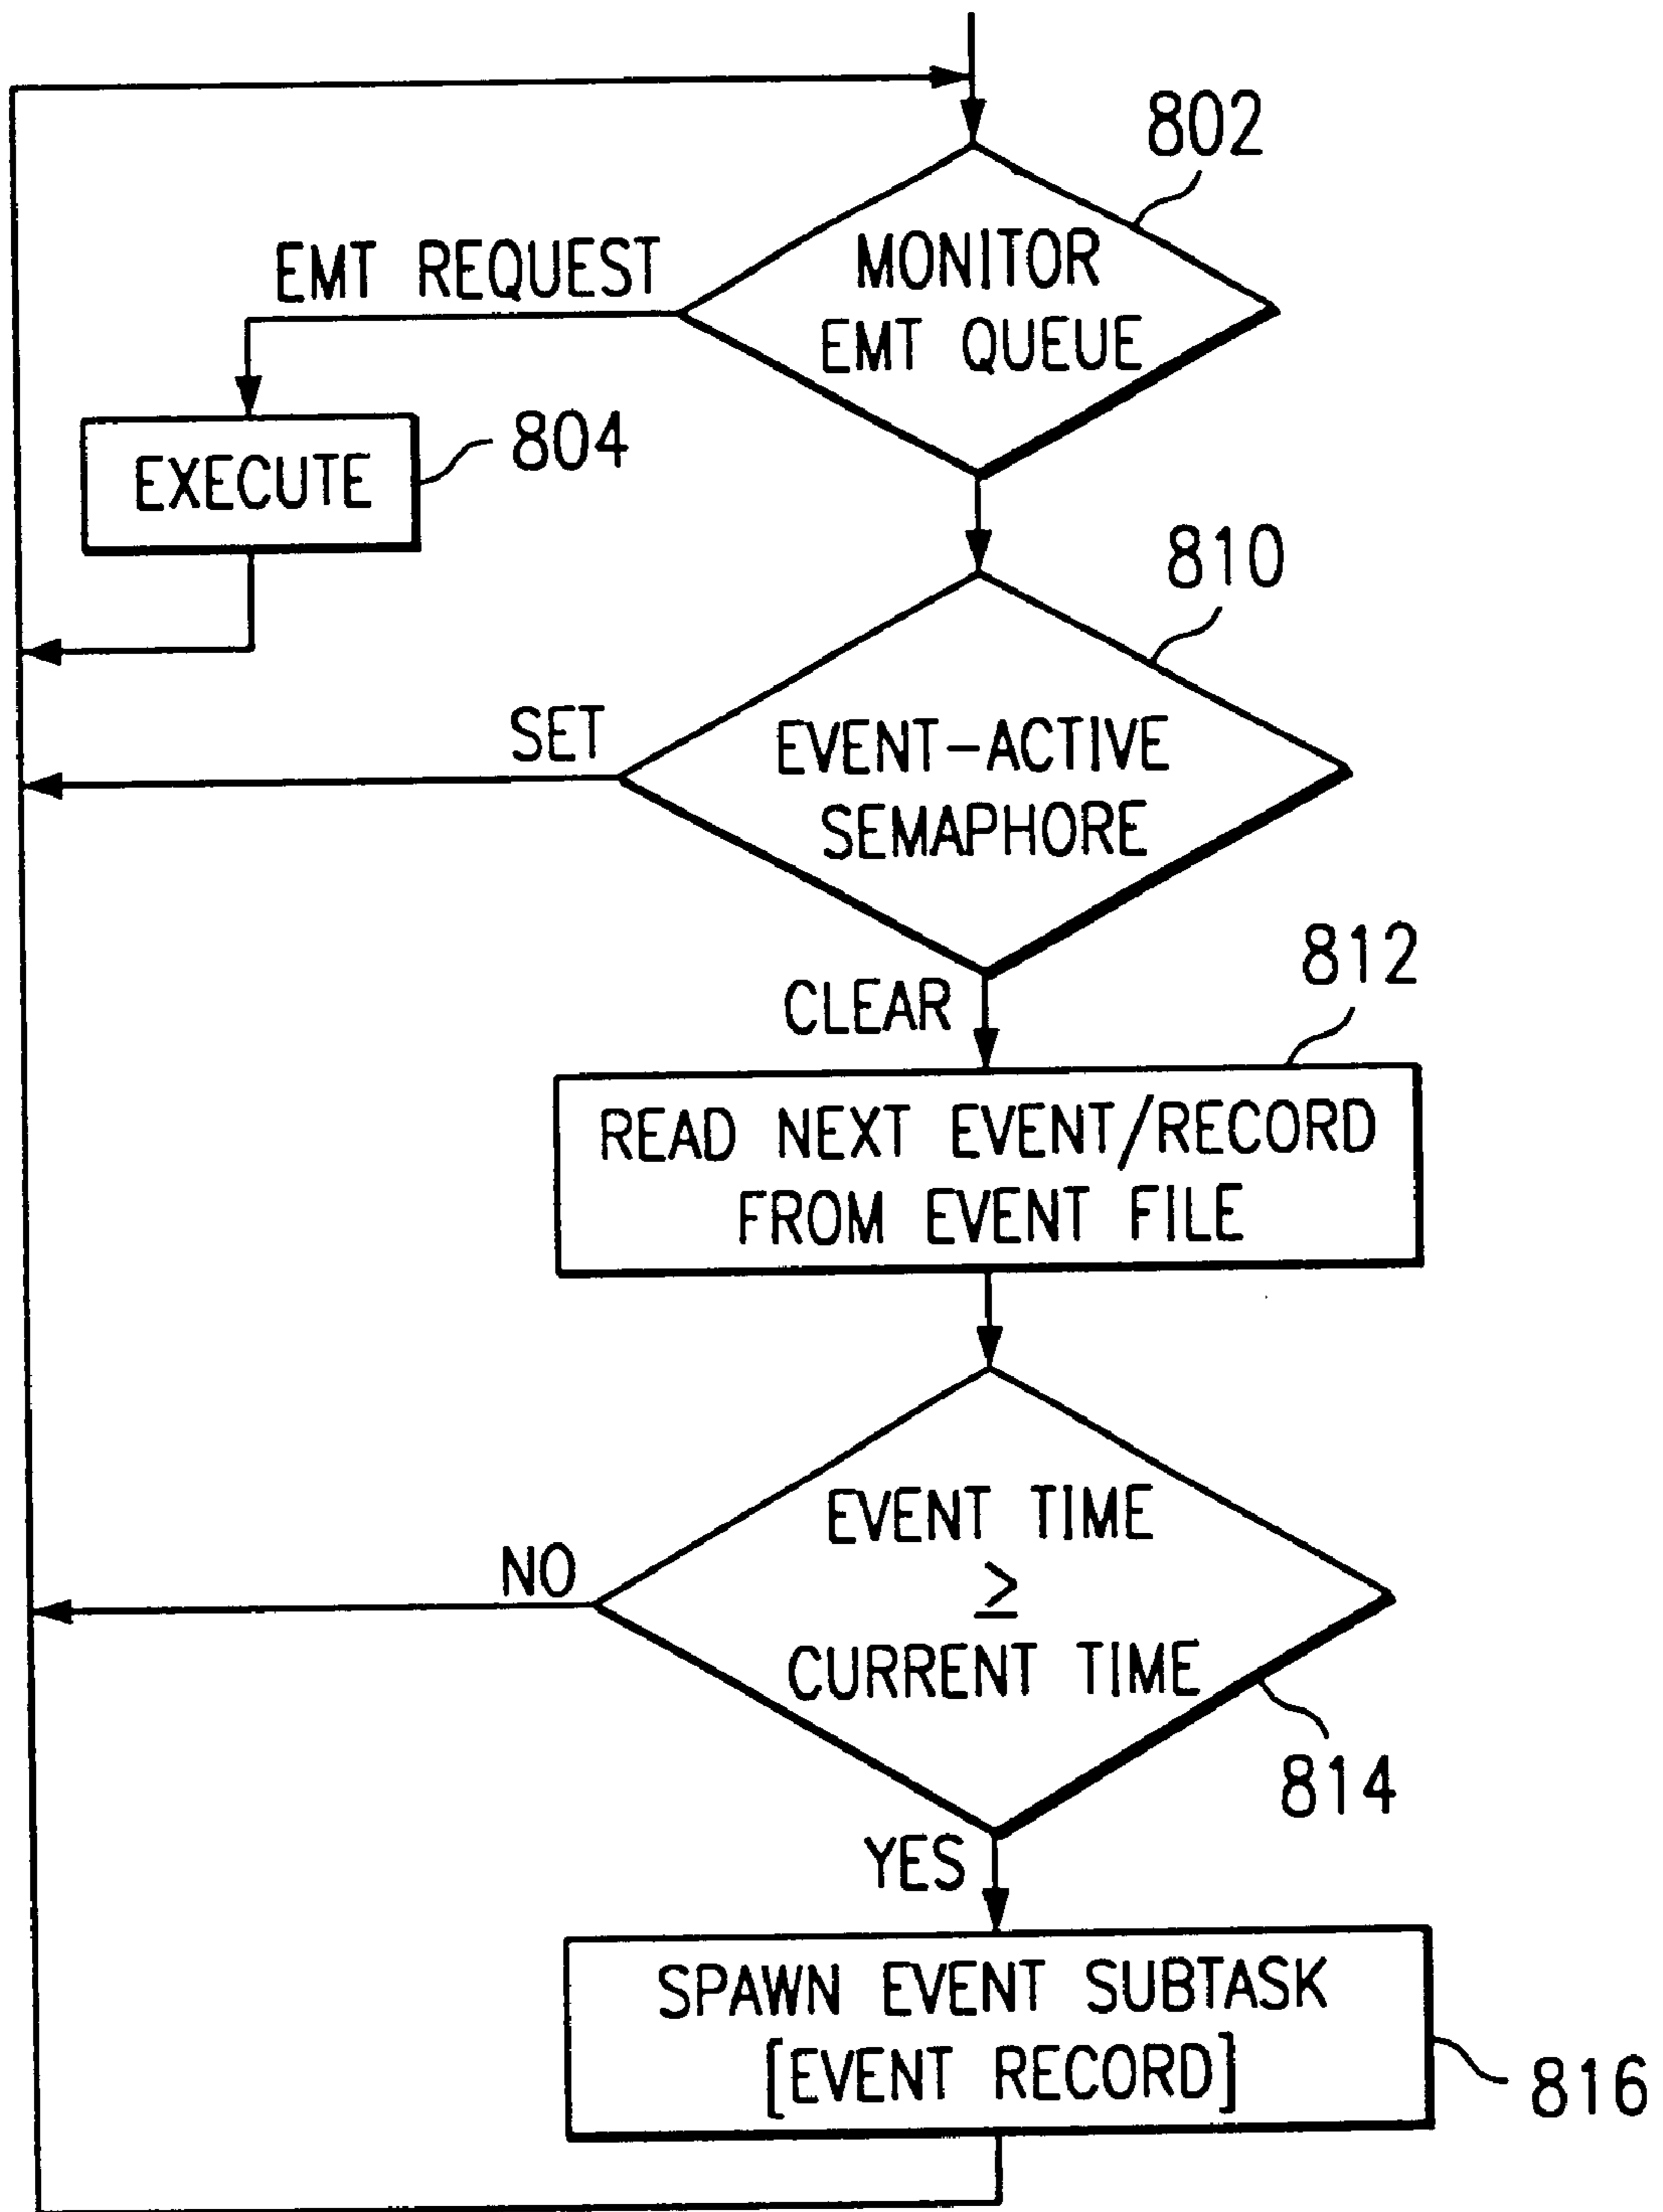 802
MONITOR
EMT QUEUE
EMT REQUEST
EXECUTE
804
810
EVENT-ACTIVE
SEMAPHORE
SET
CLEAR
812
READ NEXT EVENT/RECORD
FROM EVENT FILE
EVENT TIME
≥
CURRENT TIME
NO
814
YES
SPAWN EVENT SUBTASK
[EVENT RECORD]
816